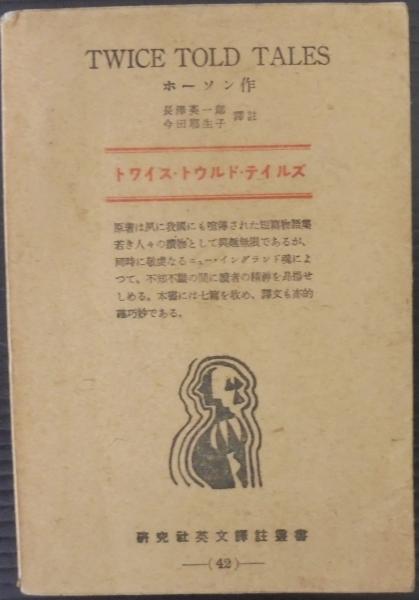 TWICE TOLD TALES
ホーソン作
長澤英一郎
今田耶生子
譯註
トワイス・トウルド・テイルズ
原著は夙に我國にも喧傳された短篇物語集
若き人々の讀物として興趣無限であるが、
同時に敬虔なるニュー・イングランド魂によ
つて、不知不識の間に讀者の精神を昂揚せ
しめる。本書には七篇を收め、譯文も亦的
確巧妙である。
研究社英文譯註叢書
(42)